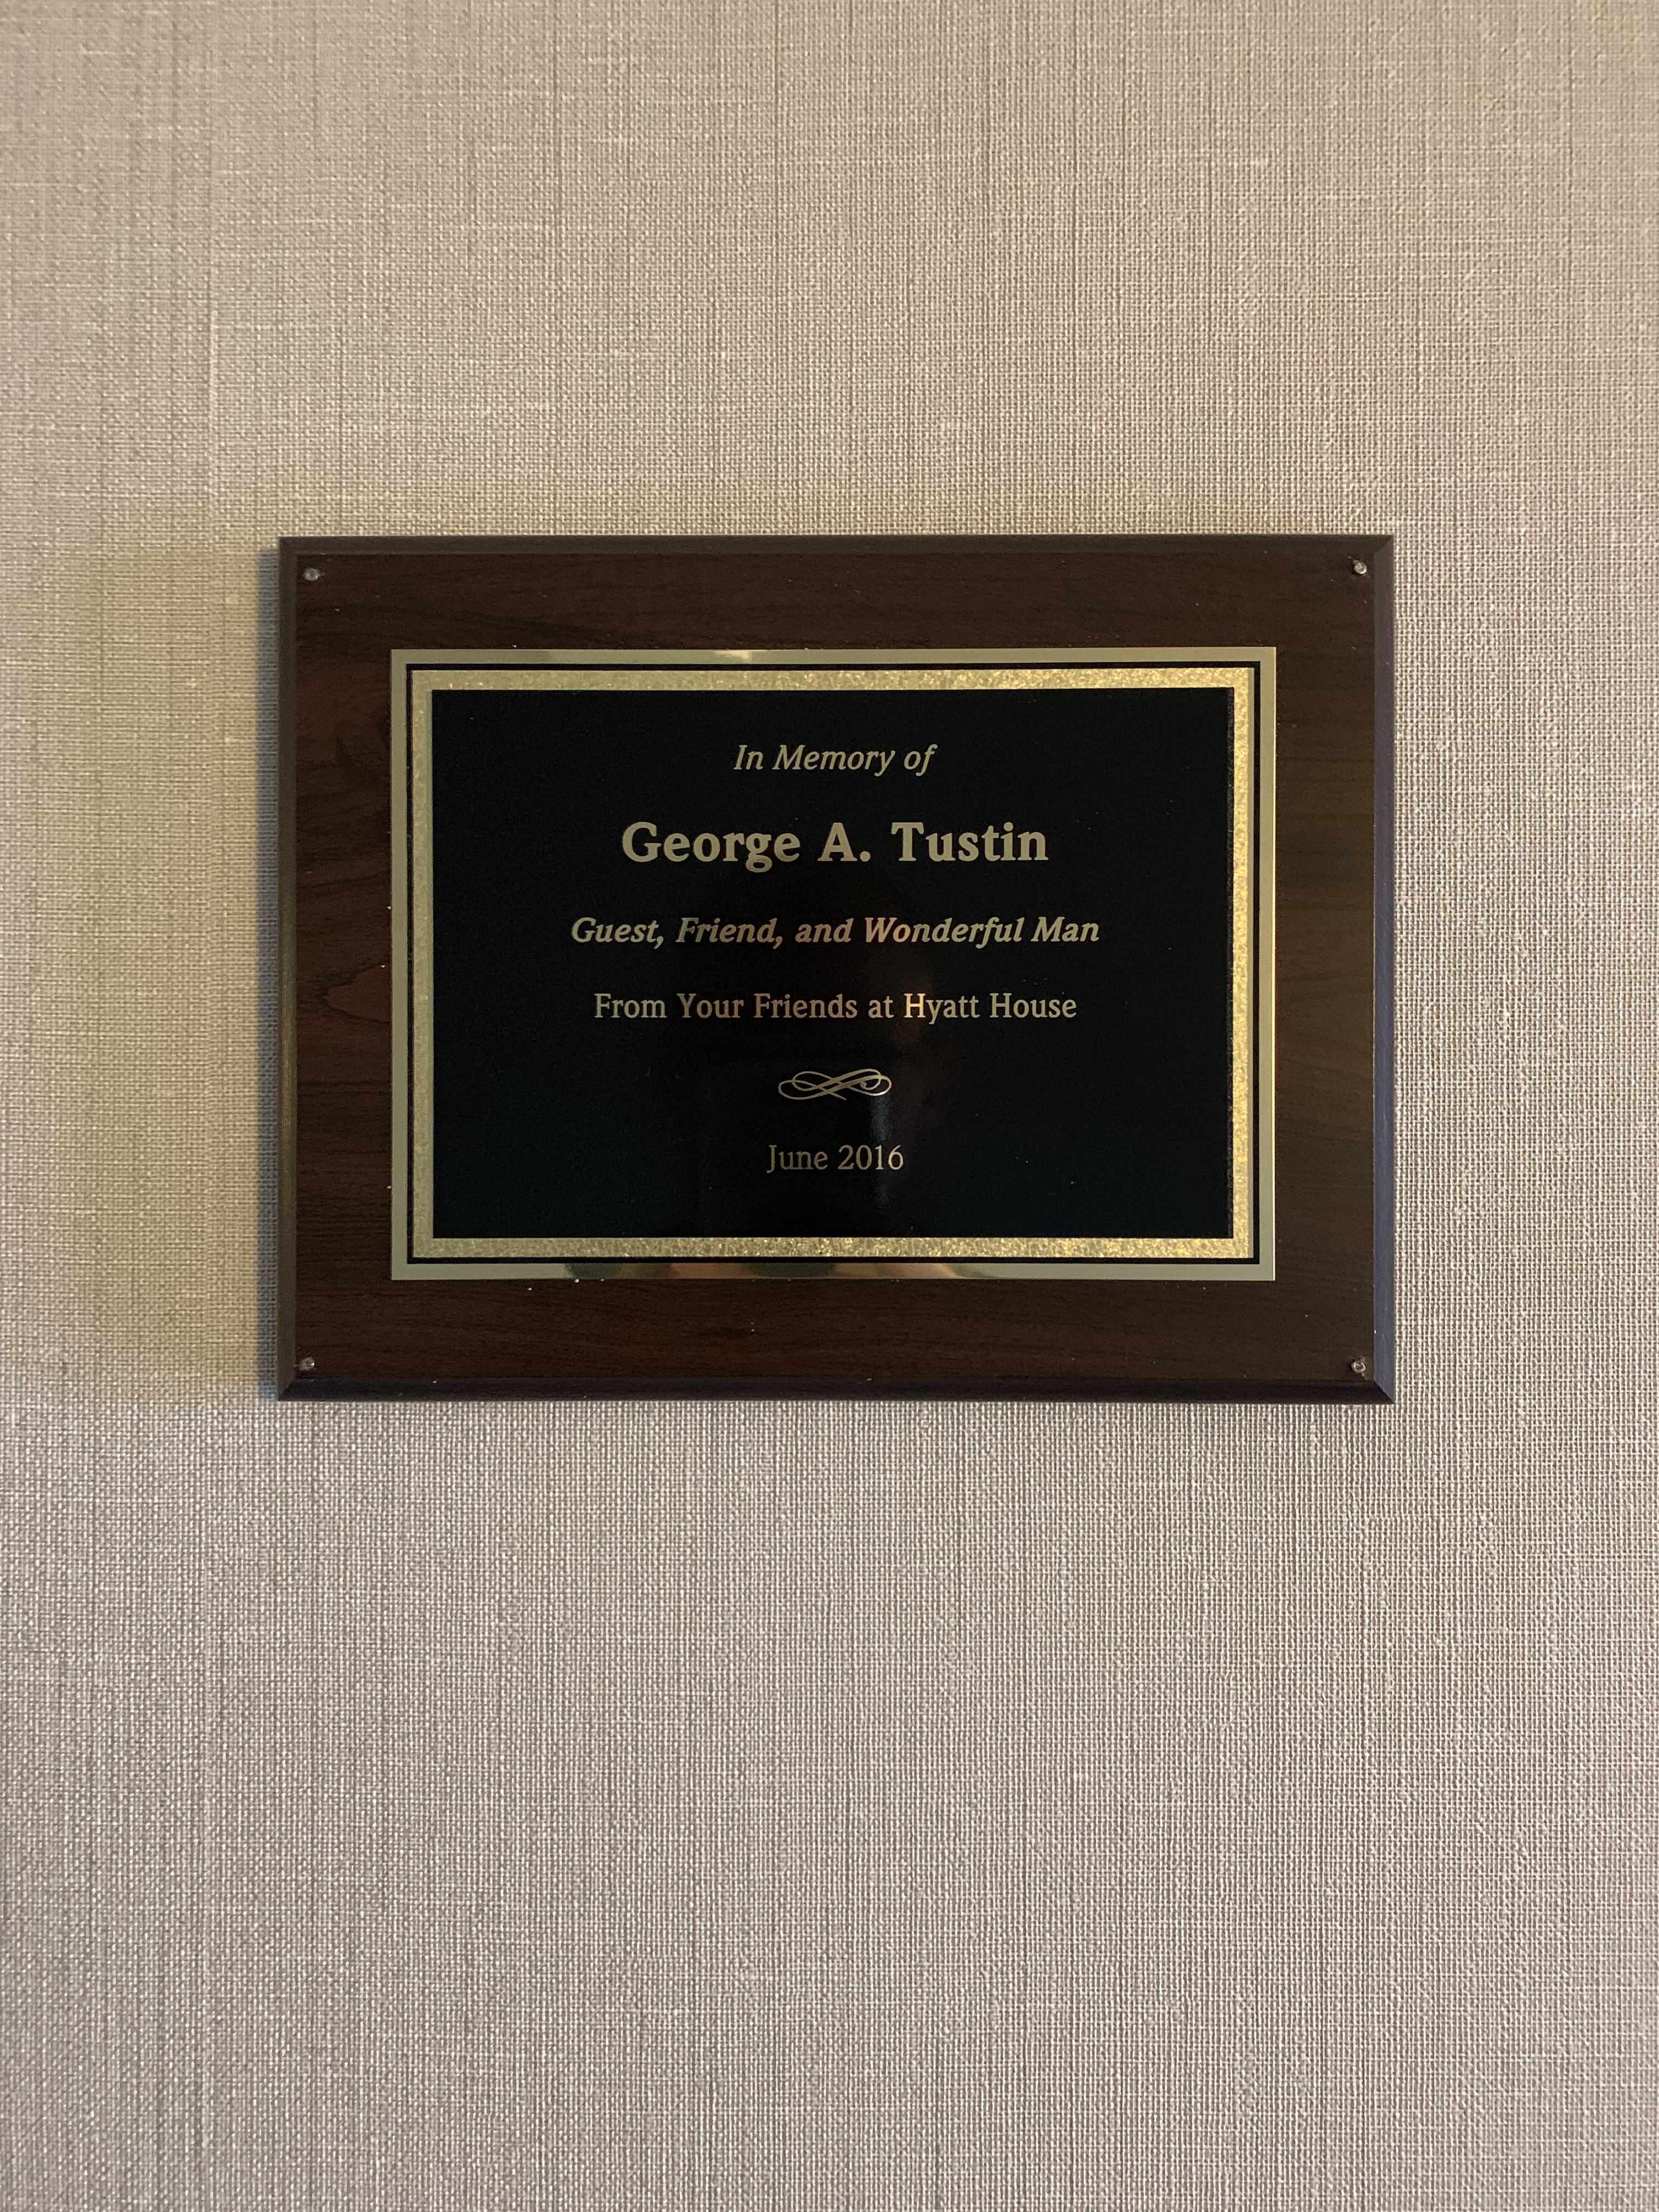 In Memory of
George A. Tustin
Guest, Friend, and Wonderful Man
From Your Friends at Hyatt House
June 2016